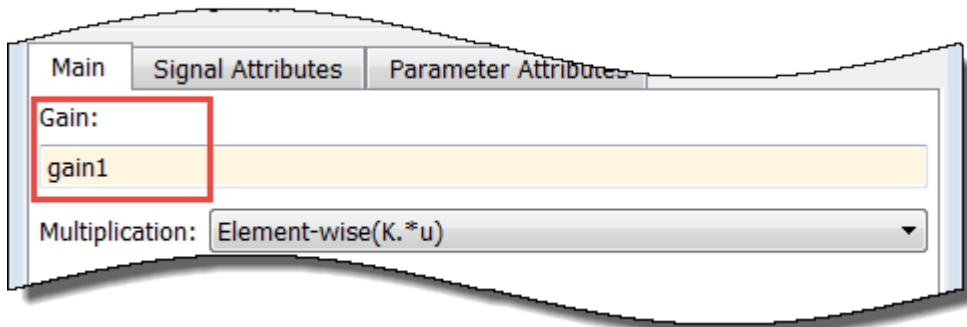 Main Signal Attributes Parameter Attributes
Gain:
gain1
Multiplication: Element-wise(K.*u)